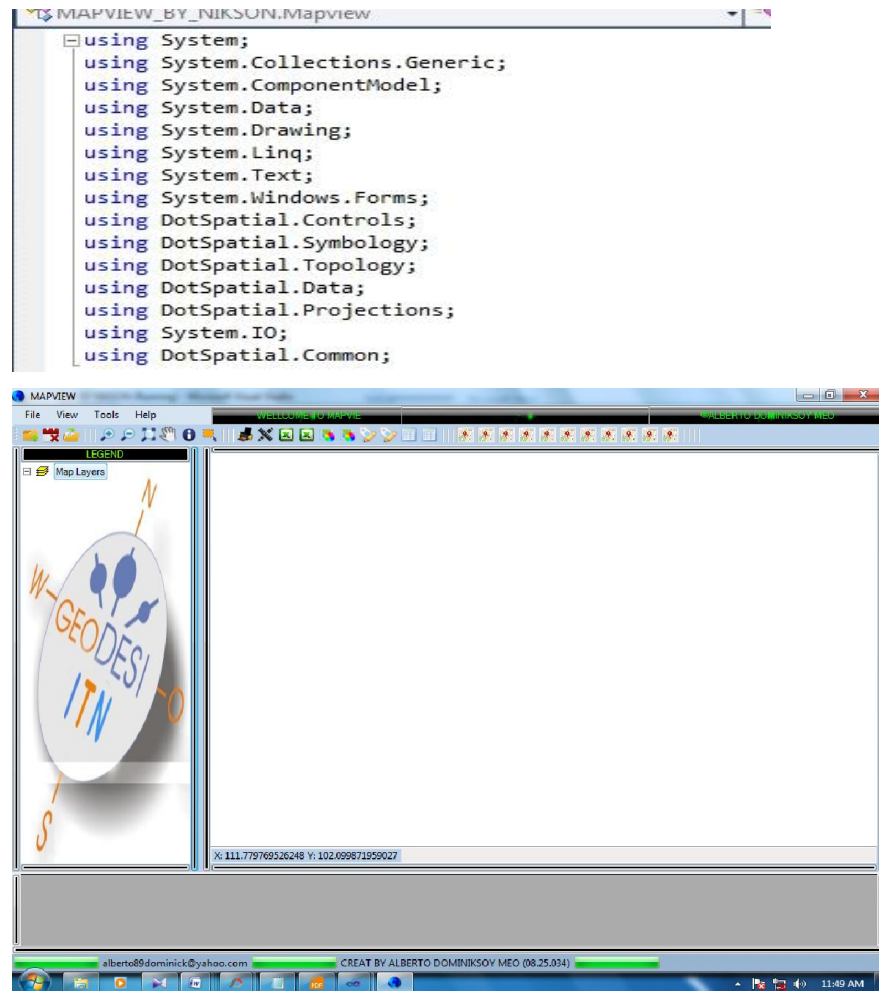 MAPVIEW_BY_NIKSON.Mapview
using System;
using System.Collections.Generic;
using System.ComponentModel;
using System.Data;
using System.Drawing;
using System.Linq;
using System.Text;
using System.Windows.Forms;
using DotSpatial.Controls;
using DotSpatial.Symbology;
using DotSpatial.Topology;
using DotSpatial.Data;
using DotSpatial.Projections;
using System.IO;
using DotSpatial.Common;
MAPVIEW
File View Tools Help
WELLCOME TO MAPVIE
ALBERTO DOMINIKSOY MEO
LEGEND
Map Layers
N
W
GEODESI
ITN
O
S
X: 111.779769526248 Y: 102.099871959027
alberto89dominick@yahoo.com CREAT BY ALBERTO DOMINIKSOY MEO (08.25.034)
11:49 AM